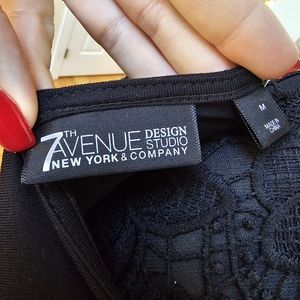 7TH AVENUE DESIGN STUDIO
NEW YORK & COMPANY
M
MADE IN
CHINA